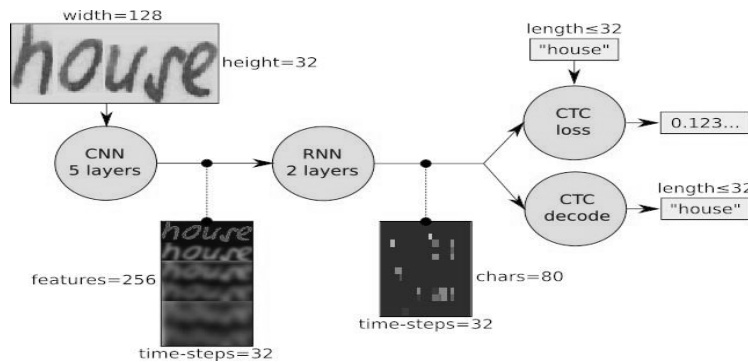 width=128
house
height=32
length≤32
"house"
CNN
5 layers
RNN
2 layers
CTC
loss
0.123...
CTC
decode
length≤32
"house"
features=256
house
house
house
time-steps=32
chars=80
time-steps=32